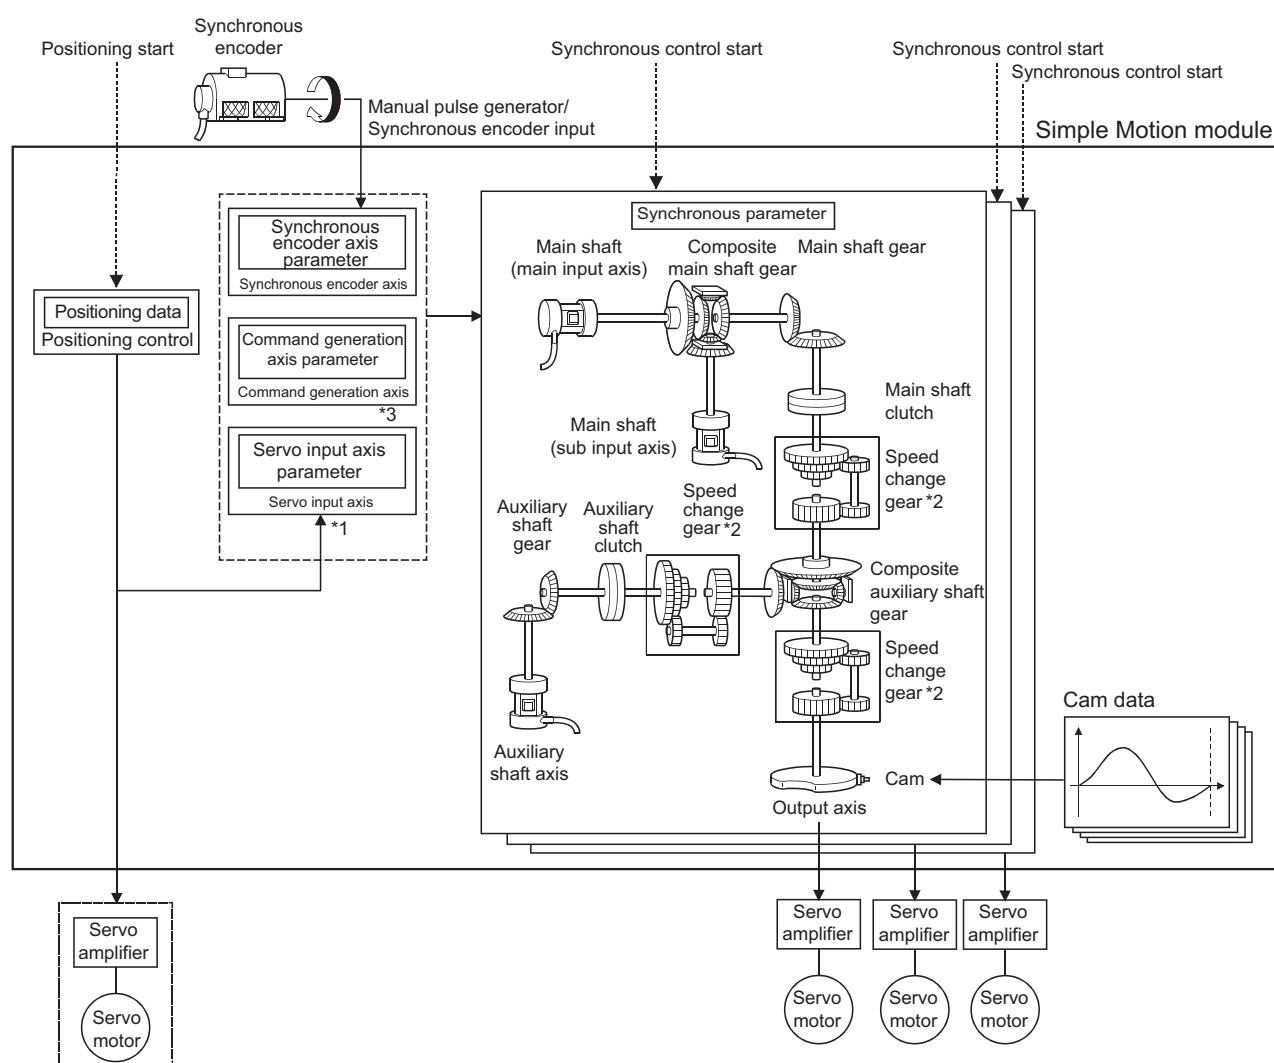 Synchronous
encoder
Positioning start
Synchronous control start
Synchronous control start
Synchronous control start
Manual pulse generator/
Synchronous encoder input
Simple Motion module
Synchronous
encoder axis
parameter
Synchronous encoder axis
Positioning data
Positioning control
Command generation
axis parameter
Command generation axis
*3
Servo input axis
parameter
Servo input axis
*1
Synchronous parameter
Main shaft
(main input axis)
Composite
main shaft gear
Main shaft gear
Main shaft
clutch
Main shaft
(sub input axis)
Speed
change
gear *2
Auxiliary
shaft
gear
Auxiliary
shaft
clutch
Speed
change
gear *2
Composite
auxiliary shaft
gear
Speed
change
gear *2
Auxiliary
shaft axis
Cam data
Cam
Output axis
Servo
amplifier
Servo
motor
Servo
amplifier
Servo
motor
Servo
amplifier
Servo
motor
Servo
amplifier
Servo
motor